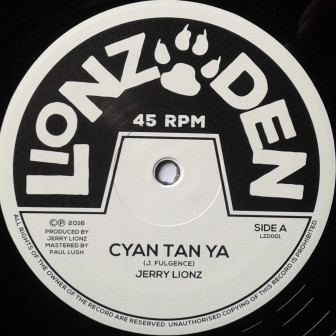 LIONZ DEN
45 RPM
©℗ 2016
PRODUCED BY
JERRY LIONZ
MASTERED BY
PAUL LUSH
SIDE A
LZD001
CYAN TAN YA
(J. FULGENCE)
JERRY LIONZ
ALL RIGHTS OF THE OWNER OF THE RECORD ARE RESERVED. UNAUTHORISED COPYING OF THIS RECORD IS PROHIBITED